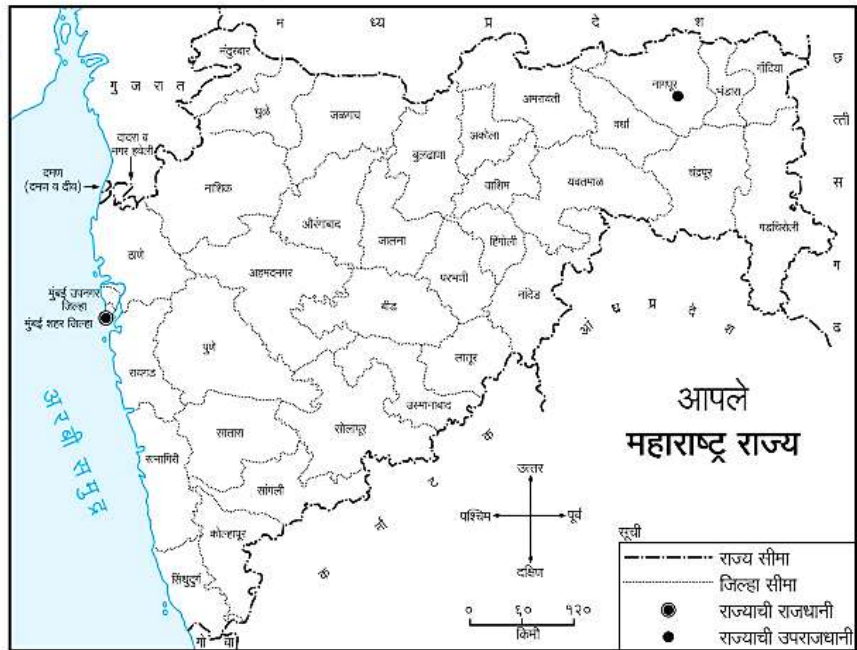 म ध्य प्र दे श
छ त्ती स ग ढ
गु ज रा त
नंदुरबार
धुळे
जळगाव
बुलढाणा
अकोला
अमरावती
वर्धा
नागपूर
भंडारा
गोंदिया
दादरा व
नगर हवेली
दमण
(दमण व दीव)
नाशिक
औरंगाबाद
जालना
वाशिम
यवतमाळ
चंद्रपूर
गडचिरोली
ठाणे
अहमदनगर
परभणी
हिंगोली
नांदेड
बीड
मुंबई उपनगर
जिल्हा
मुंबई शहर जिल्हा
रायगड
पुणे
लातूर
उस्मानाबाद
सोलापूर
सातारा
रत्नागिरी
सांगली
कोल्हापूर
सिंधुदुर्ग
गो वा
अ र बी स मु द्र
आं ध्र प्र दे श
क र्ना ट क
आपले
महाराष्ट्र राज्य
उत्तर
पश्चिम पूर्व
दक्षिण
० ६० १२०
किमी
सूची
राज्य सीमा
जिल्हा सीमा
राज्याची राजधानी
राज्याची उपराजधानी